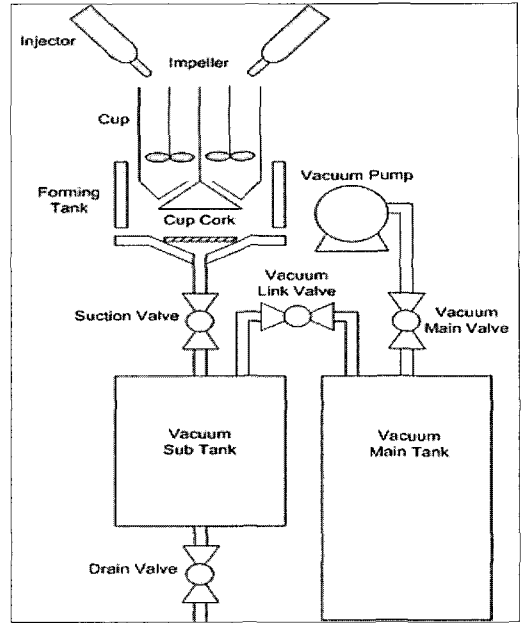 Injector
Impeller
Cup
Forming
Tank
Cup Cork
Vacuum Pump
Suction Valve
Vacuum
Link Valve
Vacuum
Main Valve
Vacuum
Sub Tank
Vacuum
Main Tank
Drain Valve